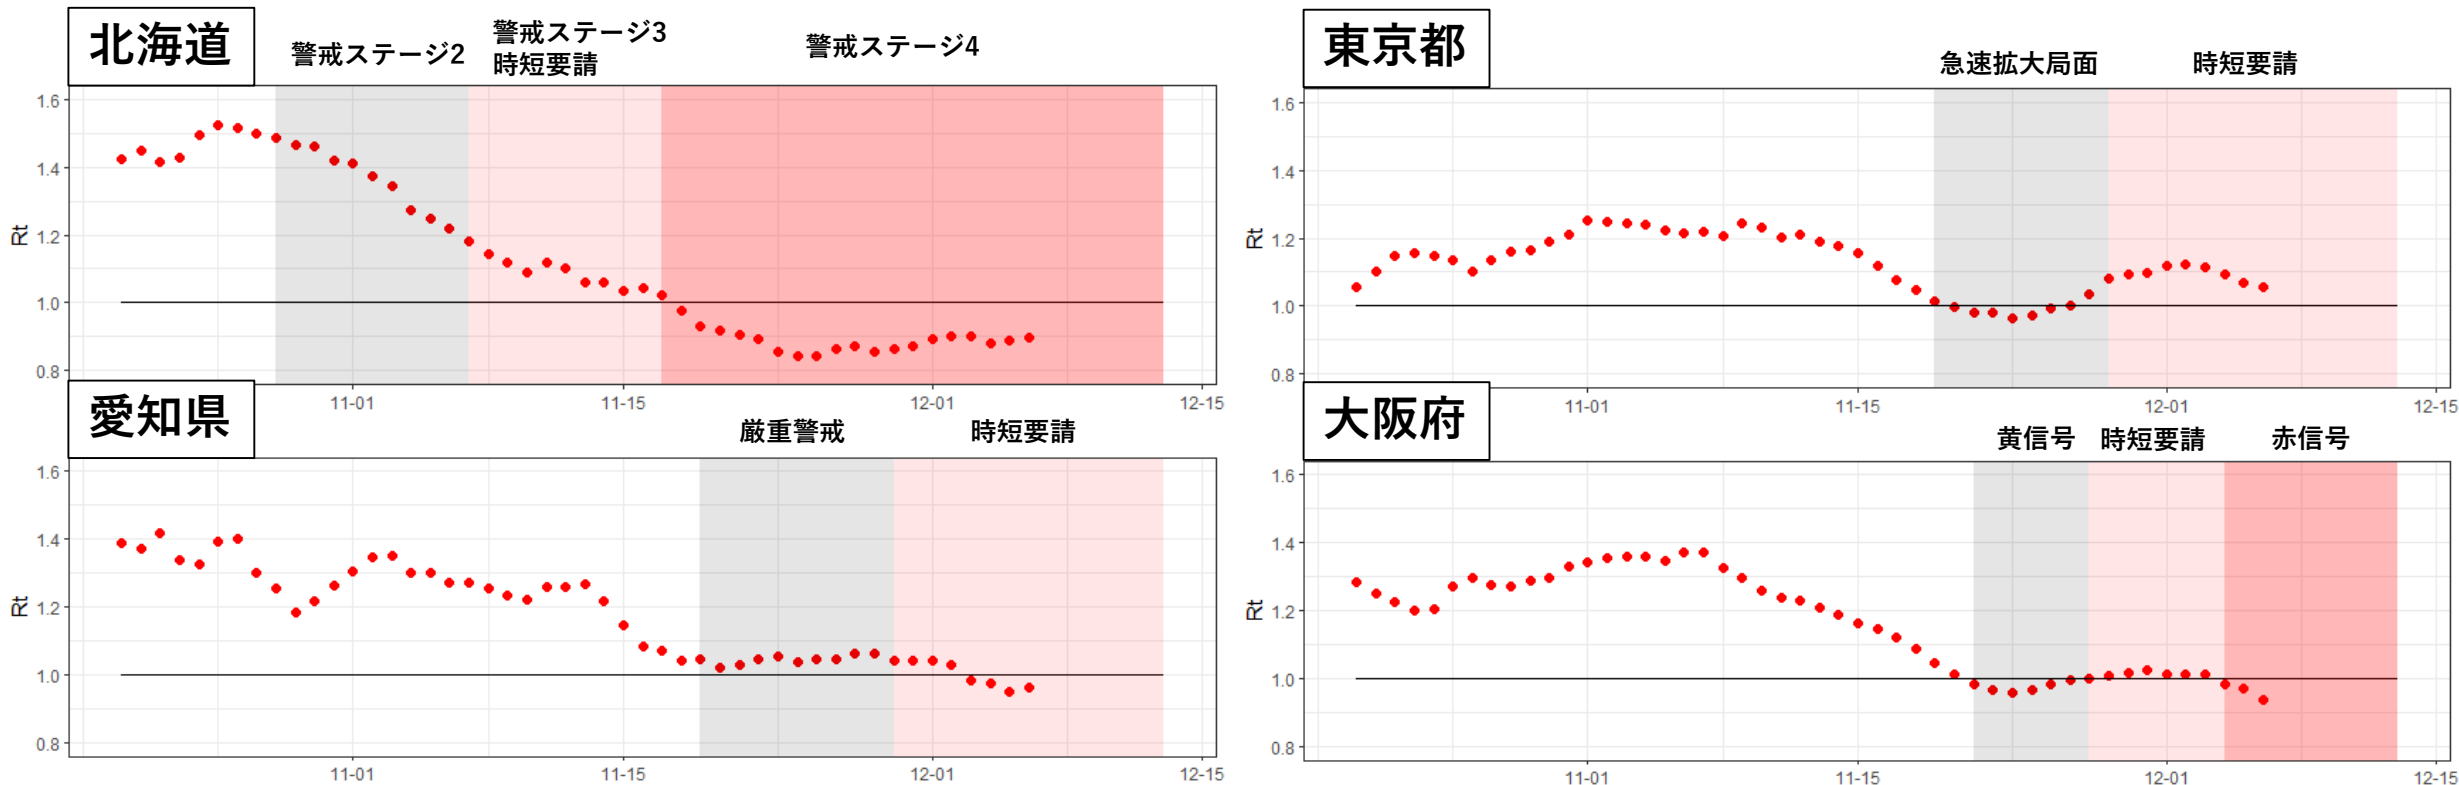 北海道
警戒ステージ2
警戒ステージ3
時短要請
警戒ステージ4
Rt
1.6
1.4
1.2
1.0
0.8
11-01
11-15
12-01
12-15
東京都
急速拡大局面
時短要請
Rt
1.6
1.4
1.2
1.0
0.8
11-01
11-15
12-01
12-15
愛知県
厳重警戒
時短要請
Rt
1.6
1.4
1.2
1.0
0.8
11-01
11-15
12-01
12-15
大阪府
黄信号
時短要請
赤信号
Rt
1.6
1.4
1.2
1.0
0.8
11-01
11-15
12-01
12-15